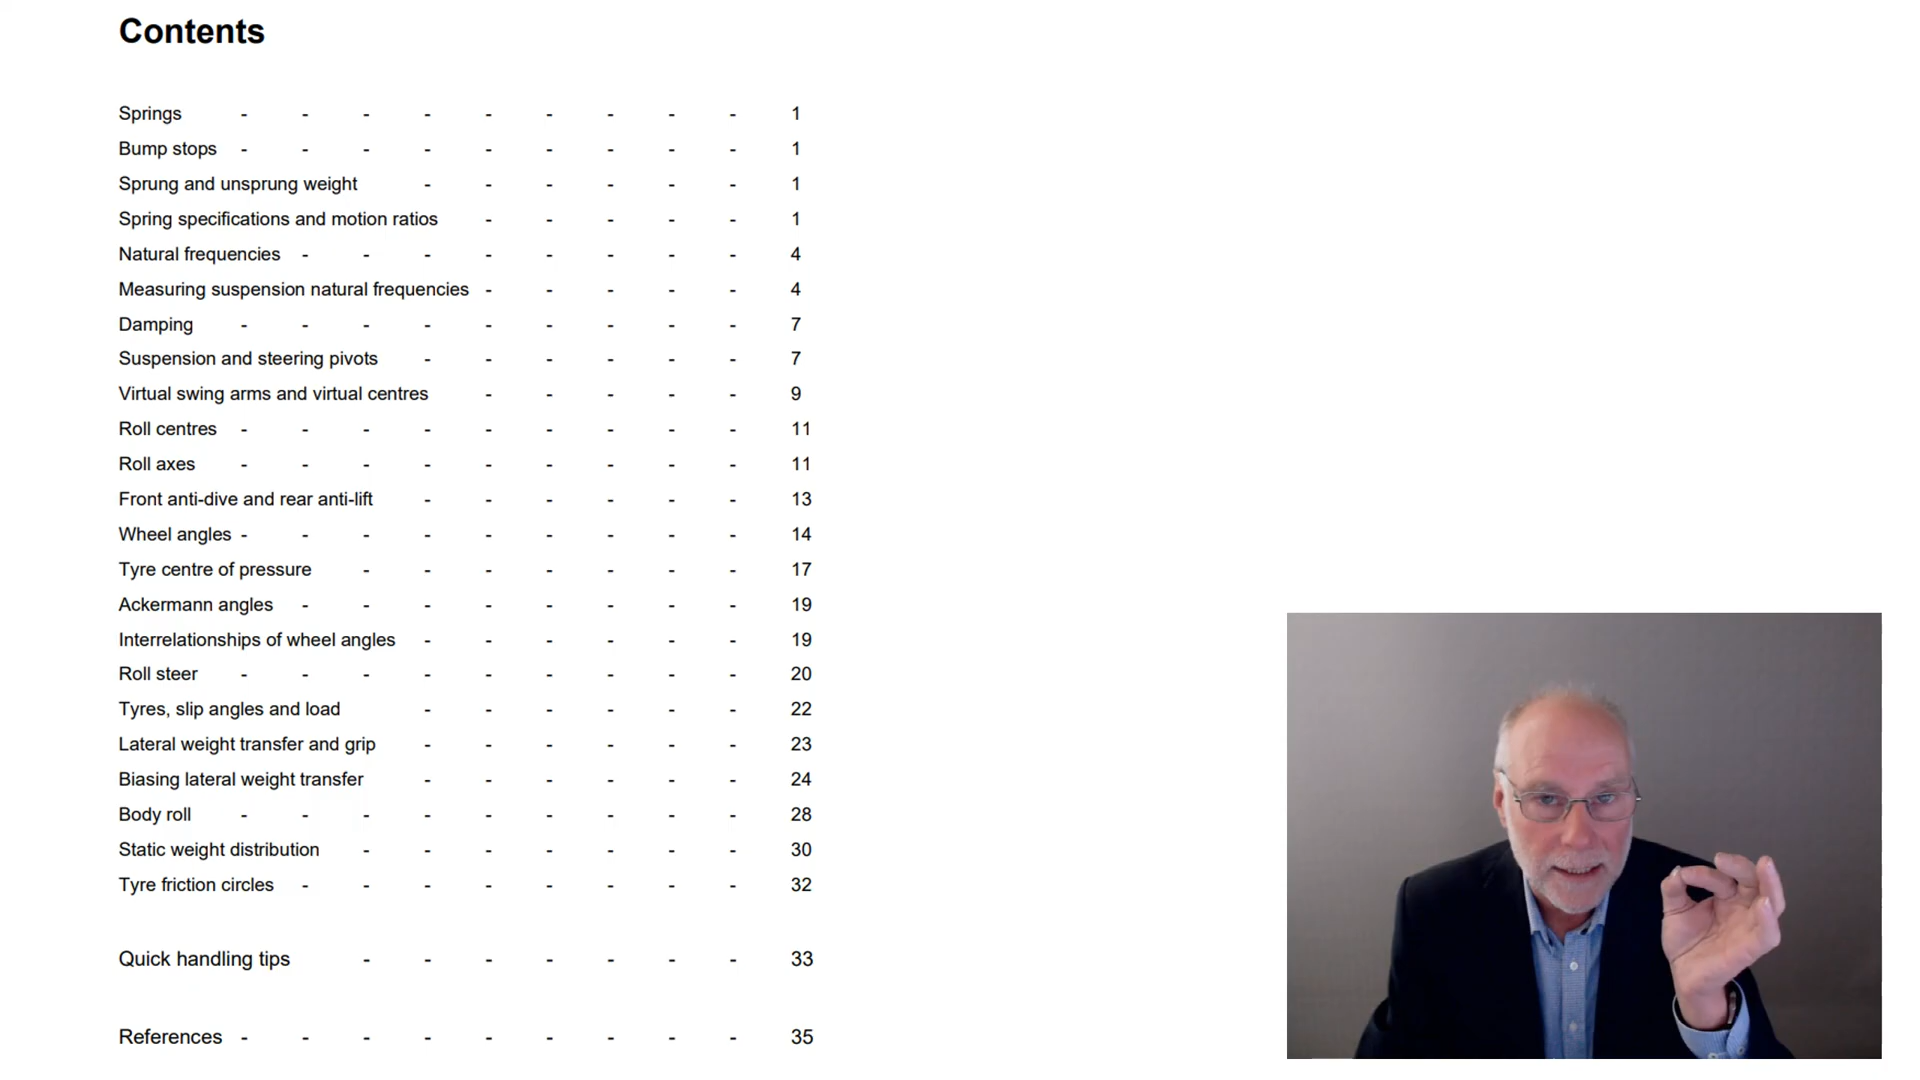 Contents
Springs - - - - - - - - - 1
Bump stops - - - - - - - - - 1
Sprung and unsprung weight - - - - - - 1
Spring specifications and motion ratios - - - - - 1
Natural frequencies - - - - - - - - 4
Measuring suspension natural frequencies - - - - - 4
Damping - - - - - - - - - 7
Suspension and steering pivots - - - - - - 7
Virtual swing arms and virtual centres - - - - - 9
Roll centres - - - - - - - - - 11
Roll axes - - - - - - - - - 11
Front anti-dive and rear anti-lift - - - - - - 13
Wheel angles - - - - - - - - - 14
Tyre centre of pressure - - - - - - - 17
Ackermann angles - - - - - - - - 19
Interrelationships of wheel angles - - - - - - 19
Roll steer - - - - - - - - - 20
Tyres, slip angles and load - - - - - - 22
Lateral weight transfer and grip - - - - - - 23
Biasing lateral weight transfer - - - - - - 24
Body roll - - - - - - - - - 28
Static weight distribution - - - - - - - 30
Tyre friction circles - - - - - - - - 32
Quick handling tips - - - - - - - 33
References - - - - - - - - - 35